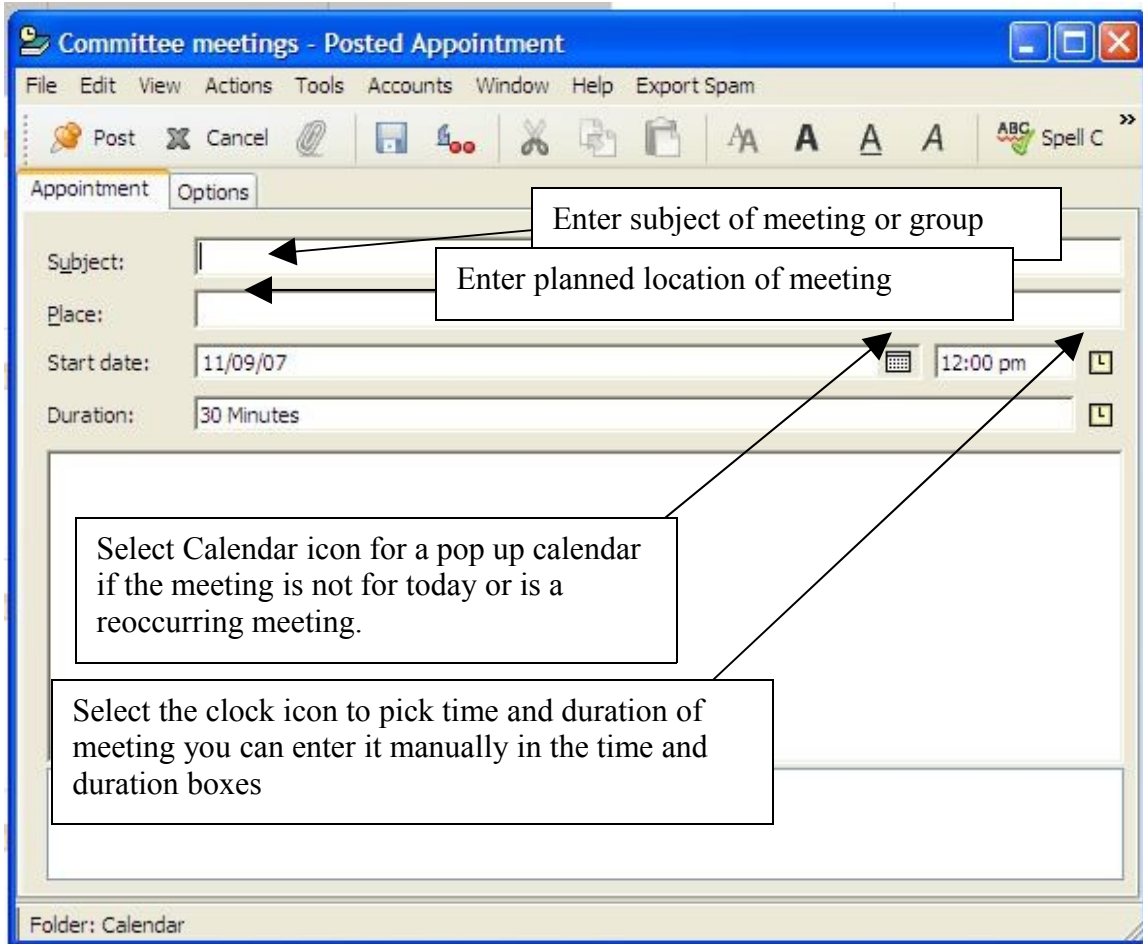 Committee meetings - Posted Appointment
File Edit View Actions Tools Accounts Window Help Export Spam
Post Cancel A A A A A ABC Spell C »
Appointment Options
Enter subject of meeting or group
Subject:
Enter planned location of meeting
Place:
Start date: 11/09/07 12:00 pm
Duration: 30 Minutes
Select Calendar icon for a pop up calendar
if the meeting is not for today or is a
reoccurring meeting.
Select the clock icon to pick time and duration of
meeting you can enter it manually in the time and
duration boxes
Folder: Calendar